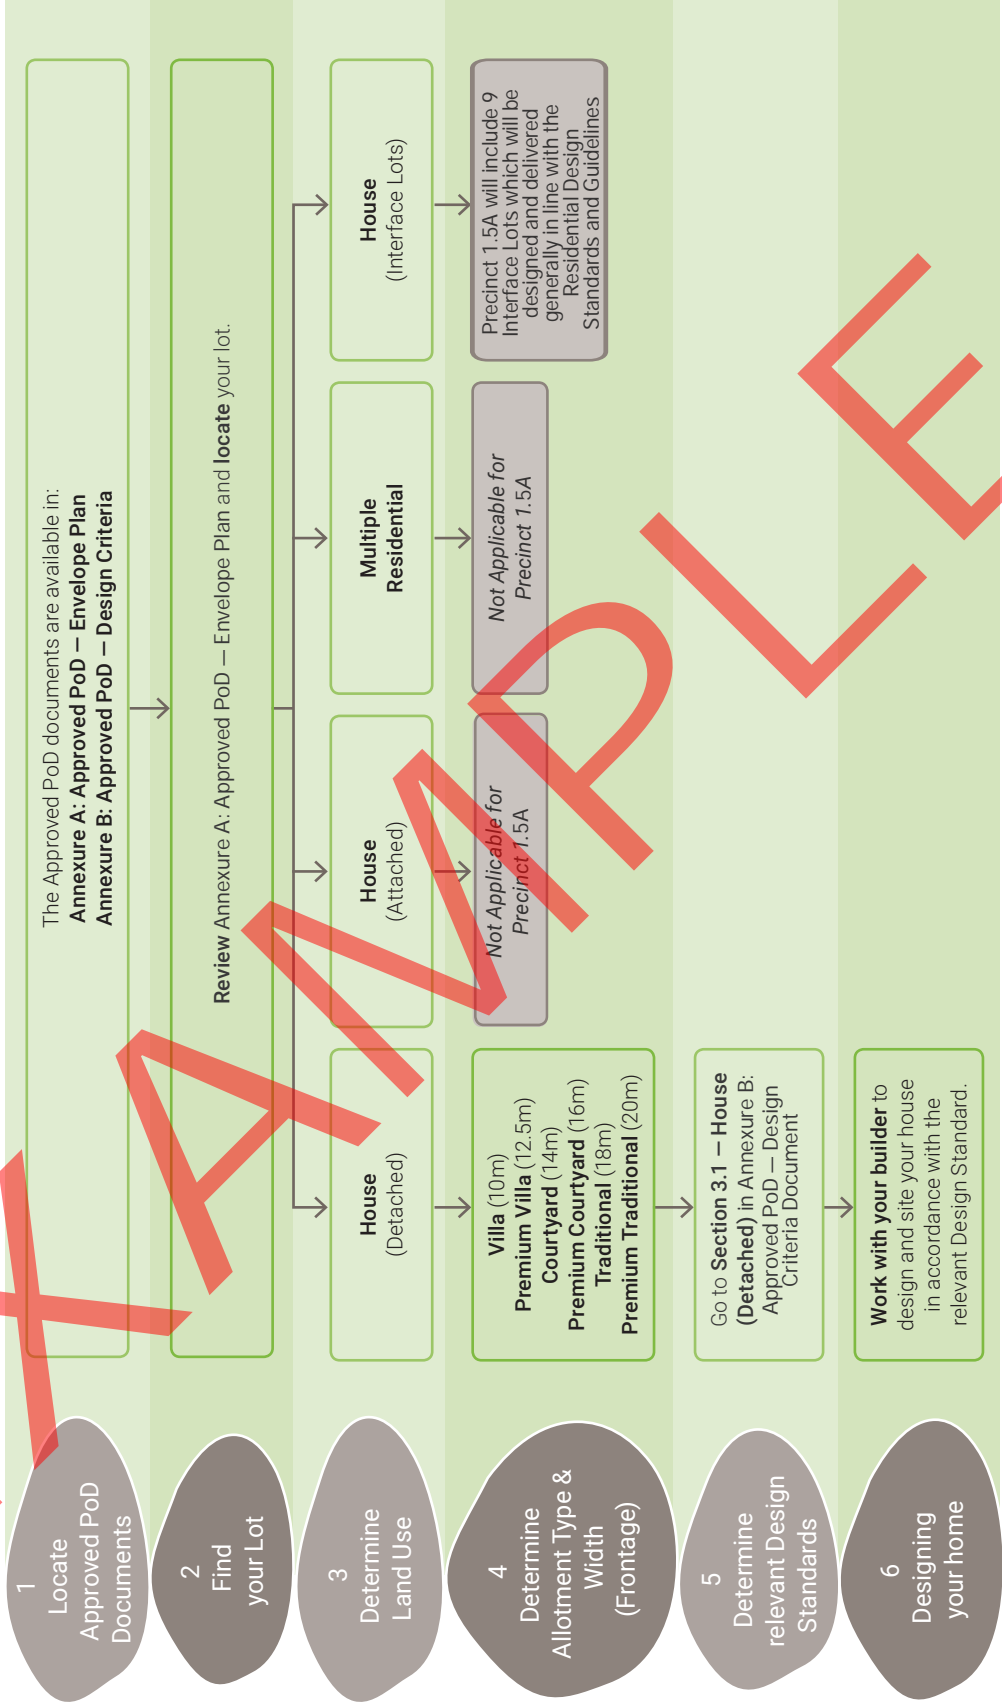 1
Locate
Approved PoD
Documents
The Approved PoD documents are available in:
Annexure A: Approved PoD — Envelope Plan
Annexure B: Approved PoD — Design Criteria
2
Find
your Lot
Review Annexure A: Approved PoD — Envelope Plan and locate your lot.
3
Determine
Land Use
House
(Detached)
House
(Attached)
Multiple
Residential
House
(Interface Lots)
4
Determine
Allotment Type &
Width
(Frontage)
Villa (10m)
Premium Villa (12.5m)
Courtyard (14m)
Premium Courtyard (16m)
Traditional (18m)
Premium Traditional (20m)
Not Applicable for
Precinct 1.5A
Not Applicable for
Precinct 1.5A
Precinct 1.5A will include 9
Interface Lots which will be
designed and delivered
generally in line with the
Residential Design
Standards and Guidelines
5
Determine
relevant Design
Standards
Go to Section 3.1 — House
(Detached) in Annexure B:
Approved PoD — Design
Criteria Document
6
Designing
your home
Work with your builder to
design and site your house
in accordance with the
relevant Design Standard.
XAMPLE